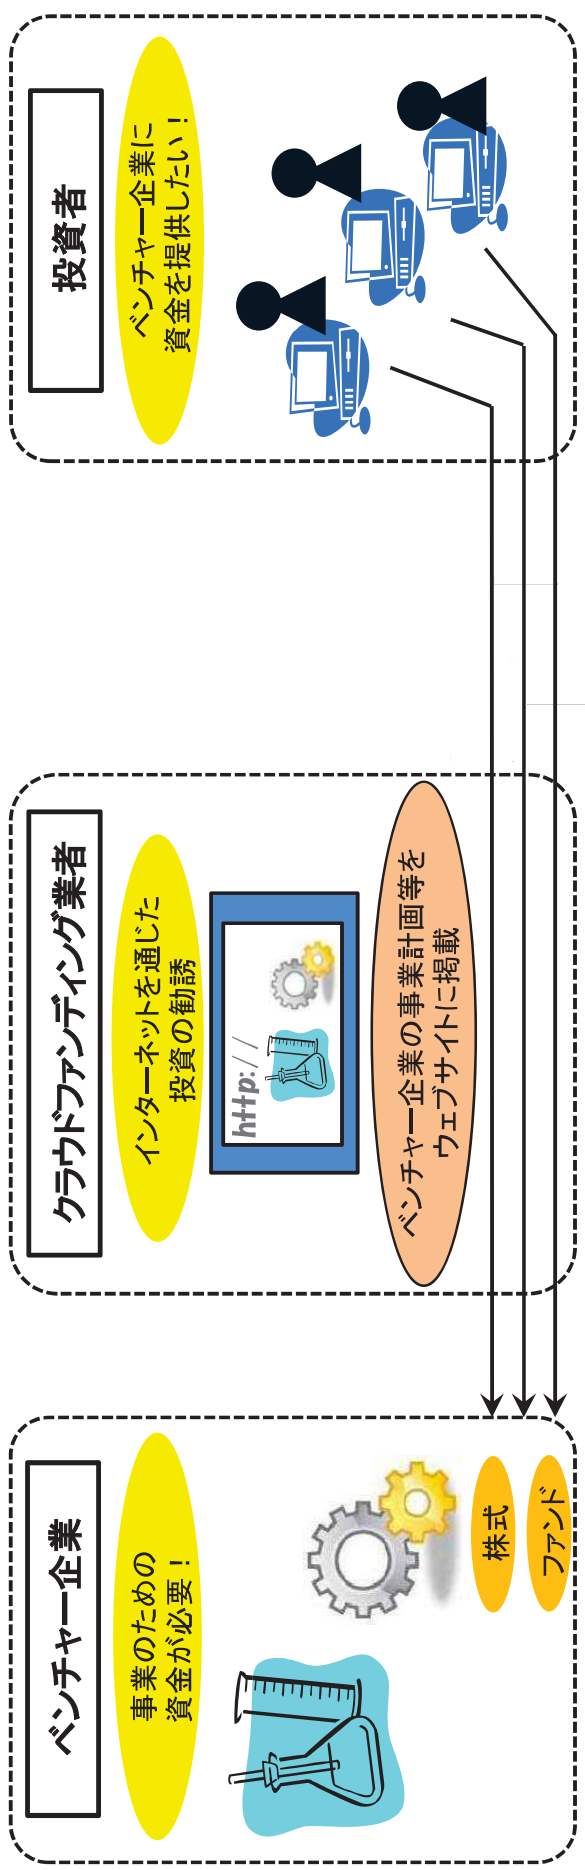 ベンチャー企業
事業のための
資金が必要！
株式
ファンド
クラウドファンディング業者
インターネットを通じた
投資の勧誘
http://
ベンチャー企業の事業計画等を
ウェブサイトに掲載
投資者
ベンチャー企業に
資金を提供したい！